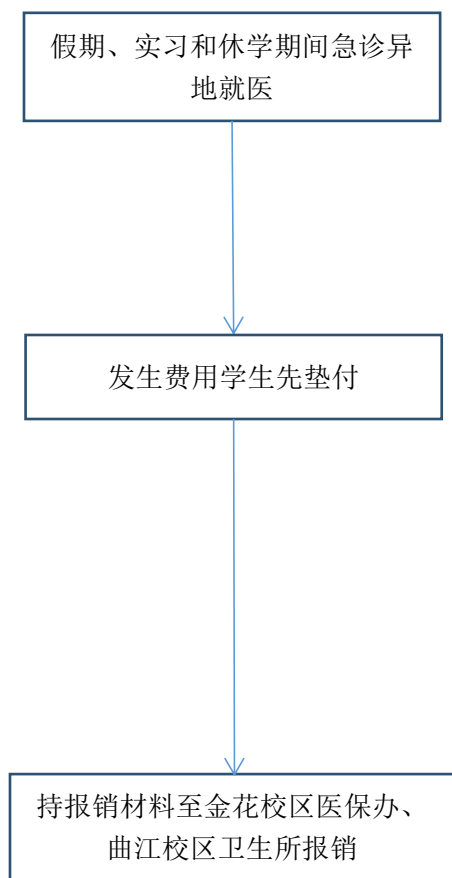 假期、实习和休学期间急诊异
地就医
发生费用学生先垫付
持报销材料至金花校区医保办、
曲江校区卫生所报销